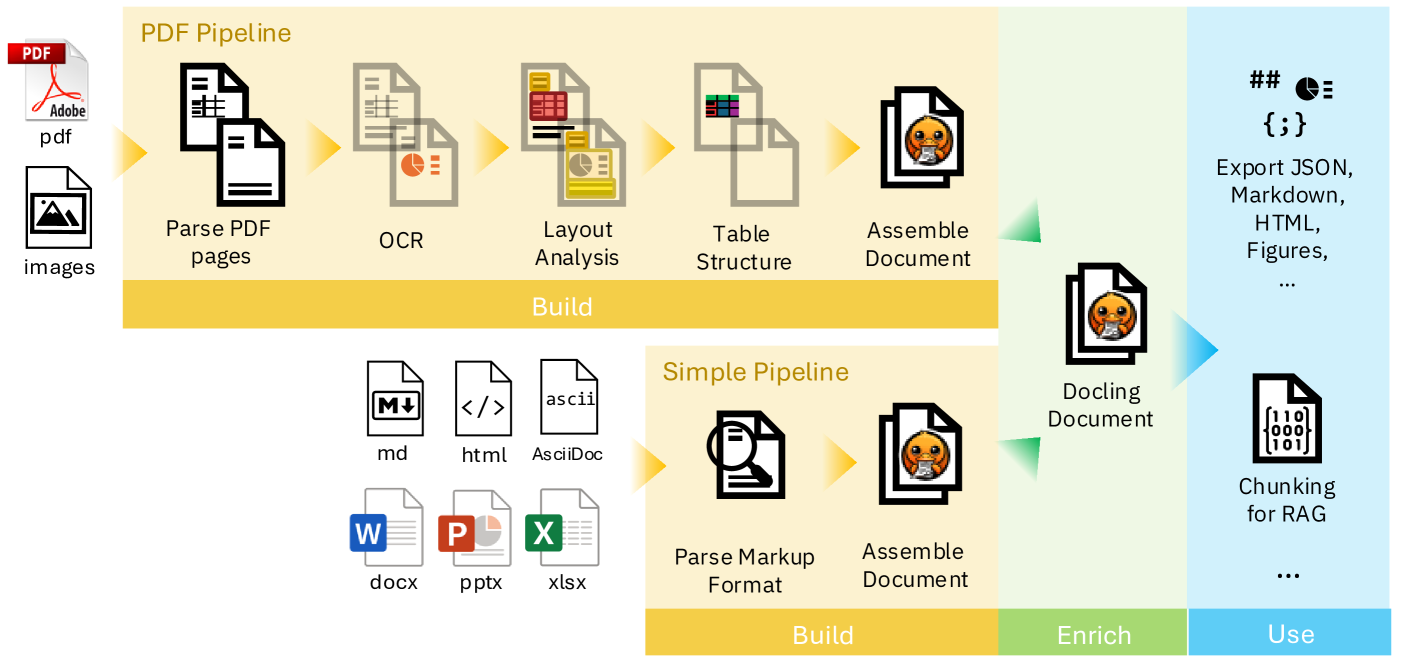 PDF Pipeline
PDF
Adobe
pdf
images
Parse PDF
pages
OCR
Layout
Analysis
Table
Structure
Assemble
Document
Build
md
html
ascii
AsciiDoc
M
</>
W
docx
P
pptx
X
xlsx
Simple Pipeline
Parse Markup
Format
Assemble
Document
Build
Docling
Document
Enrich
##
{;}
Export JSON,
Markdown,
HTML,
Figures,
...
{110
000
101}
Chunking
for RAG
...
Use